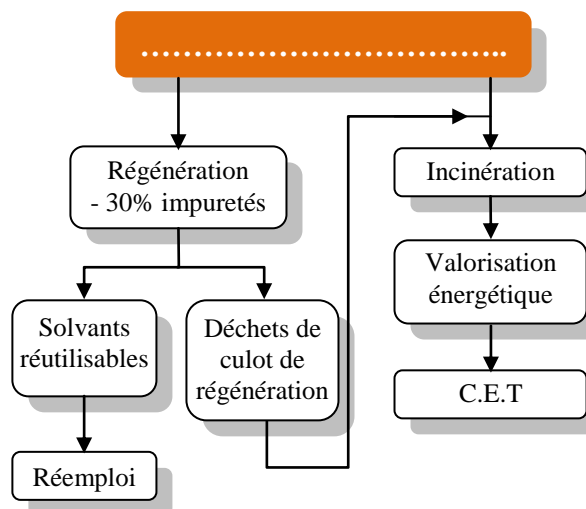 ............................................
Régénération
- 30% impuretés
Incinération
Valorisation
énergétique
Solvants
réutilisables
Déchets de
culot de
régénération
C.E.T
Réemploi